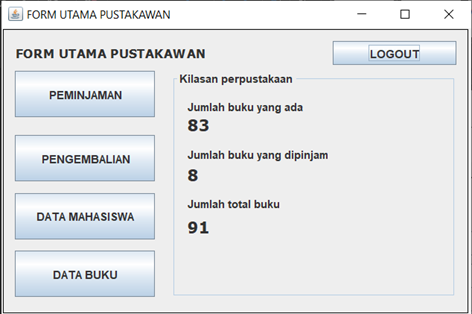 FORM UTAMA PUSTAKAWAN
FORM UTAMA PUSTAKAWAN
LOGOUT
PEMINJAMAN
PENGEMBALIAN
DATA MAHASISWA
DATA BUKU
Kilasan perpustakaan
Jumlah buku yang ada
83
Jumlah buku yang dipinjam
8
Jumlah total buku
91